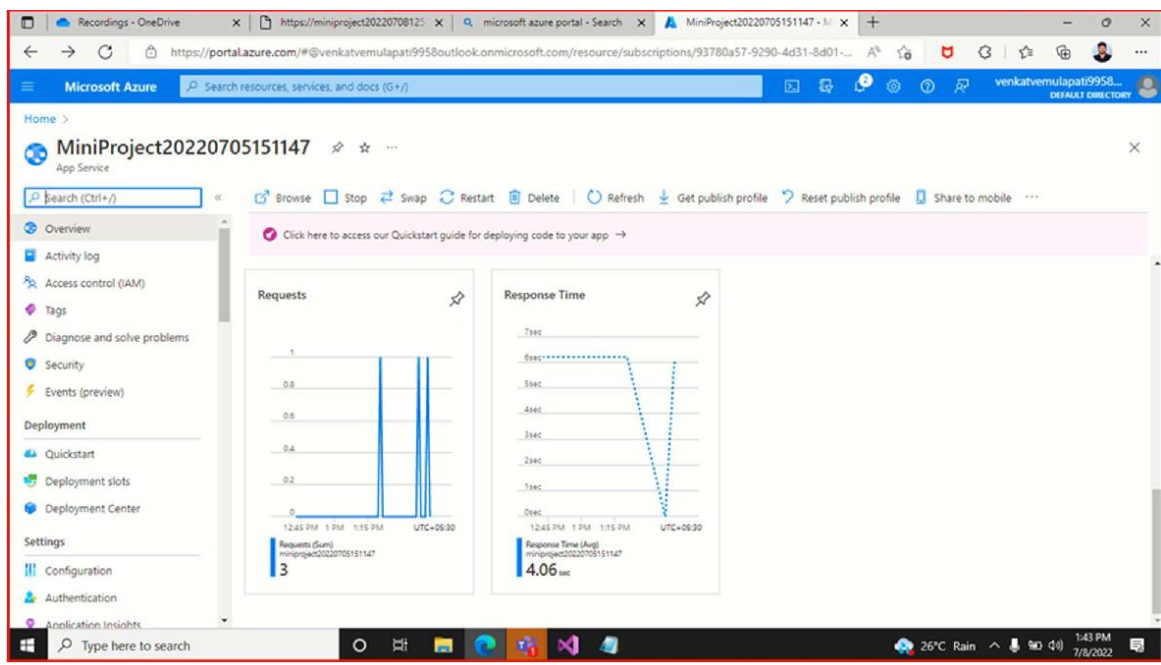 Recordings - OneDrive
https://miniproject20220708125
microsoft azure portal - Search
MiniProject20220705151147 - M
https://portal.azure.com/#@venkatvemulapati9958outlook.onmicrosoft.com/resource/subscriptions/93780a57-9290-4d31-8d01-...
Microsoft Azure
Search resources, services, and docs (G+/)
2
venkatvemulapati9958...
DEFAULT DIRECTORY
Home >
MiniProject20220705151147
App Service
Search (Ctrl+/)
«
Browse Stop Swap Restart Delete Refresh Get publish profile Reset publish profile Share to mobile ...
Click here to access our Quickstart guide for deploying code to your app →
Overview
Activity log
Access control (IAM)
Tags
Diagnose and solve problems
Security
Events (preview)
Deployment
Quickstart
Deployment slots
Deployment Center
Settings
Configuration
Authentication
Application Insights
Requests
1
0.8
0.6
0.4
0.2
0
12:45 PM 1 PM 1:15 PM UTC+05:30
Requests (Sum)
miniproject20220705151147
3
Response Time
7sec
6sec
5sec
4sec
3sec
2sec
1sec
0sec
12:45 PM 1 PM 1:15 PM UTC+05:30
Response Time (Avg)
miniproject20220705151147
4.06 sec
Type here to search
26°C Rain
1:43 PM
7/8/2022